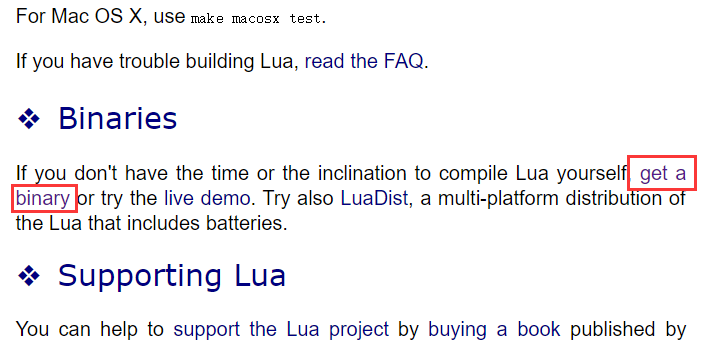 For Mac OS X, use make macosx test.
If you have trouble building Lua, read the FAQ.
❖ Binaries
If you don't have the time or the inclination to compile Lua yourself, get a
binary or try the live demo. Try also LuaDist, a multi-platform distribution of
the Lua that includes batteries.
❖ Supporting Lua
You can help to support the Lua project by buying a book published by